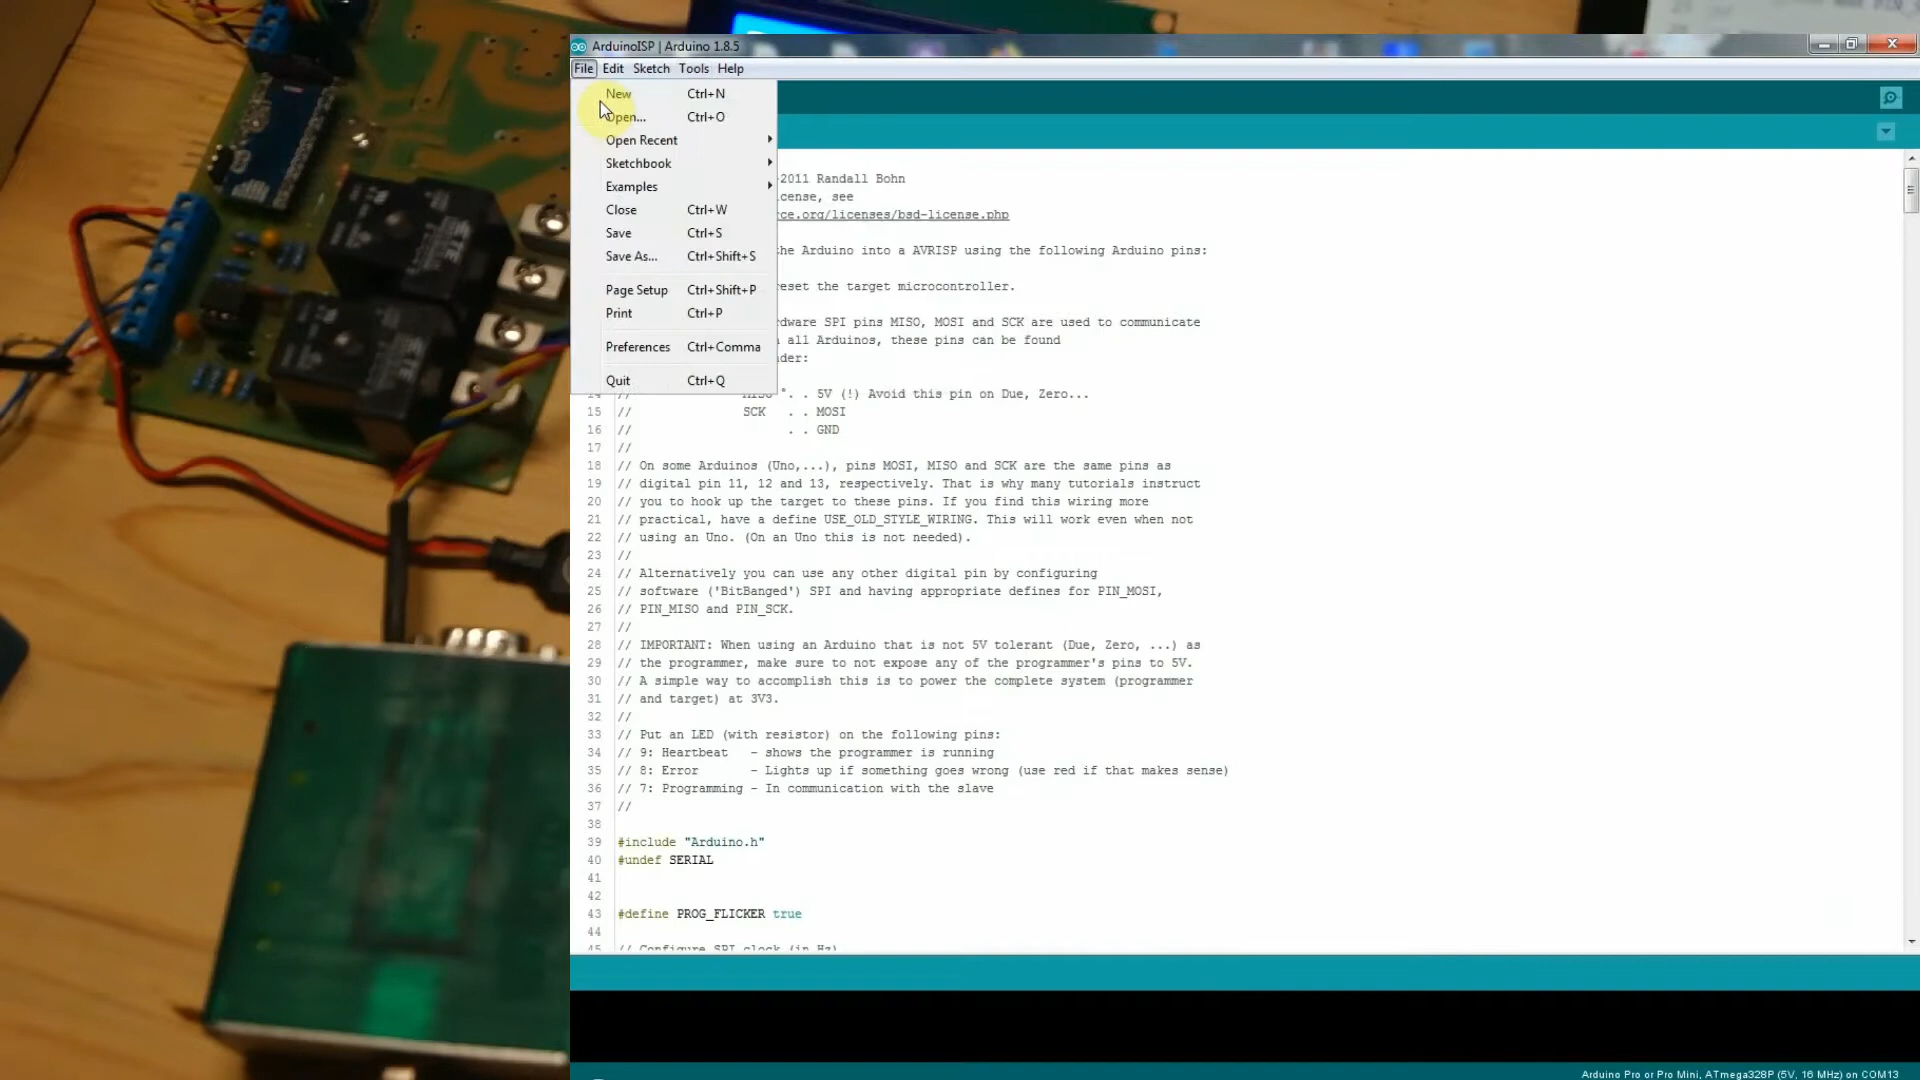 ArduinoISP | Arduino 1.8.5
File Edit Sketch Tools Help
New Ctrl+N
Open... Ctrl+O
Open Recent
Sketchbook
Examples
Close Ctrl+W
Save Ctrl+S
Save As... Ctrl+Shift+S
Page Setup Ctrl+Shift+P
Print Ctrl+P
Preferences Ctrl+Comma
Quit Ctrl+Q
-2011 Randall Bohn
cense, see
rce.org/licenses/bsd-license.php
the Arduino into a AVRISP using the following Arduino pins:
reset the target microcontroller.
rdware SPI pins MISO, MOSI and SCK are used to communicate
all Arduinos, these pins can be found
der:
14 // MISO °. . 5V (!) Avoid this pin on Due, Zero...
15 // SCK . . MOSI
16 // . . GND
17 //
18 // On some Arduinos (Uno,...), pins MOSI, MISO and SCK are the same pins as
19 // digital pin 11, 12 and 13, respectively. That is why many tutorials instruct
20 // you to hook up the target to these pins. If you find this wiring more
21 // practical, have a define USE_OLD_STYLE_WIRING. This will work even when not
22 // using an Uno. (On an Uno this is not needed).
23 //
24 // Alternatively you can use any other digital pin by configuring
25 // software ('BitBanged') SPI and having appropriate defines for PIN_MOSI,
26 // PIN_MISO and PIN_SCK.
27 //
28 // IMPORTANT: When using an Arduino that is not 5V tolerant (Due, Zero, ...) as
29 // the programmer, make sure to not expose any of the programmer's pins to 5V.
30 // A simple way to accomplish this is to power the complete system (programmer
31 // and target) at 3V3.
32 //
33 // Put an LED (with resistor) on the following pins:
34 // 9: Heartbeat - shows the programmer is running
35 // 8: Error - Lights up if something goes wrong (use red if that makes sense)
36 // 7: Programming - In communication with the slave
37 //
38
39 #include "Arduino.h"
40 #undef SERIAL
41
42
43 #define PROG_FLICKER true
44
45 // Configure SPI clock (in Hz).
Arduino Pro or Pro Mini, ATmega328P (5V, 16 MHz) on COM13